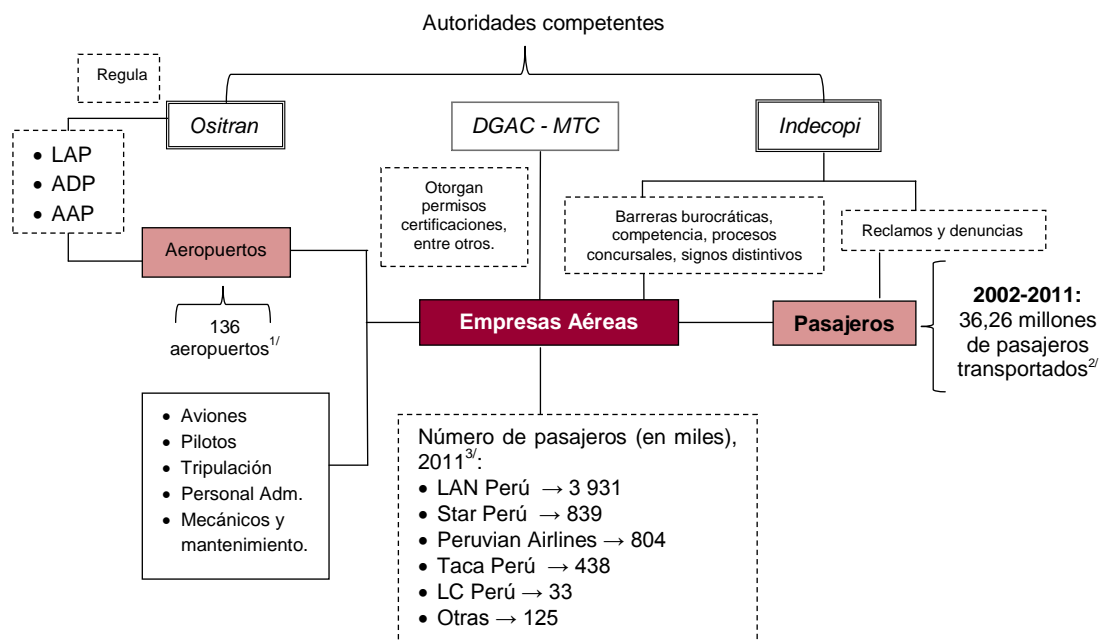 Autoridades competentes
Regula
Ositran
DGAC - MTC
Indecopi
• LAP
• ADP
• AAP
Otorgan
permisos
certificaciones,
entre otros.
Barreras burocráticas,
competencia, procesos
concursales, signos distintivos
Reclamos y denuncias
Aeropuertos
136
aeropuertos1/
Empresas Aéreas
Pasajeros
2002-2011:
36,26 millones
de pasajeros
transportados2/
• Aviones
• Pilotos
• Tripulación
• Personal Adm.
• Mecánicos y
mantenimiento.
Número de pasajeros (en miles),
20113/:
• LAN Perú → 3 931
• Star Perú → 839
• Peruvian Airlines → 804
• Taca Perú → 438
• LC Perú → 33
• Otras → 125